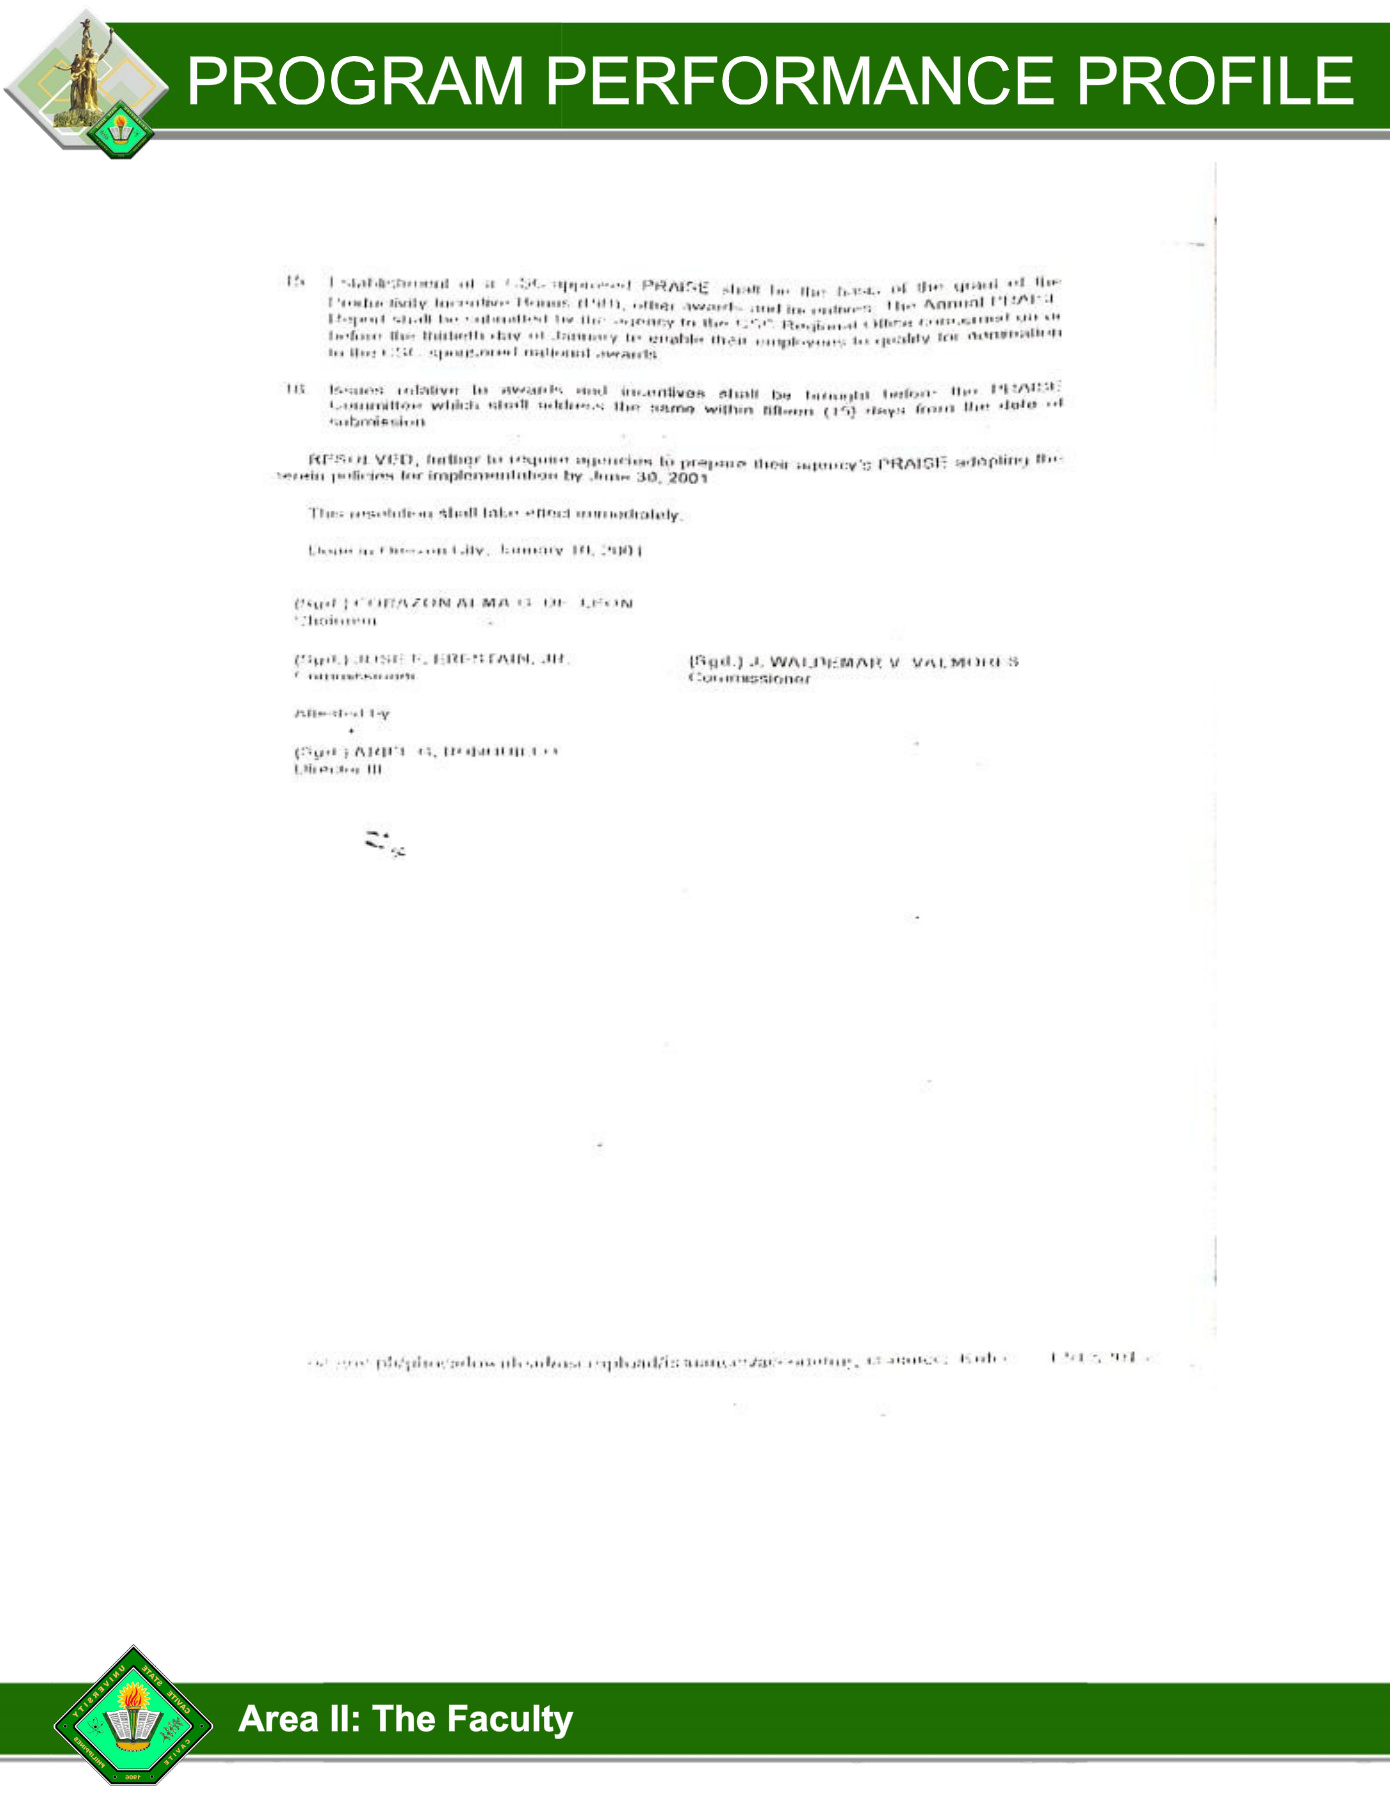 PROGRAM PERFORMANCE PROFILE
15. Establishment of a CSC approved PRAISE shall be the basis of the grant of the
Productivity Incentive Bonus (PIB), other awards and incentives. The Annual PRAISE
Report shall be submitted by the agency to the CSC Regional Office concerned on or
before the thirtieth day of January to enable their employees to qualify for nomination
to the CSC sponsored national awards
16. Issues relative to awards and incentives shall be brought before the PRAISE
Committee which shall address the same within fifteen (15) days from the date of
submission
RESOLVED, further to require agencies to prepare their agency's PRAISE adopting the
herein policies for implementation by June 30, 2001
This resolution shall take effect immediately.
Done in Quezon City, January 10, 2001
(Sgd.) CORAZON ALMA G. DE LEON
Chairman
(Sgd.) JOSE F. ERESTAIN, JR.
(Sgd.) J. WALDEMAR V. VALMORES
Commissioner
Commissioner
Attested by
(Sgd.) ARIEL G. RONQUILLO
Director III
CAVITE STATE UNIVERSITY
CAVITE
PHILIPPINES
1906
Area II: The Faculty